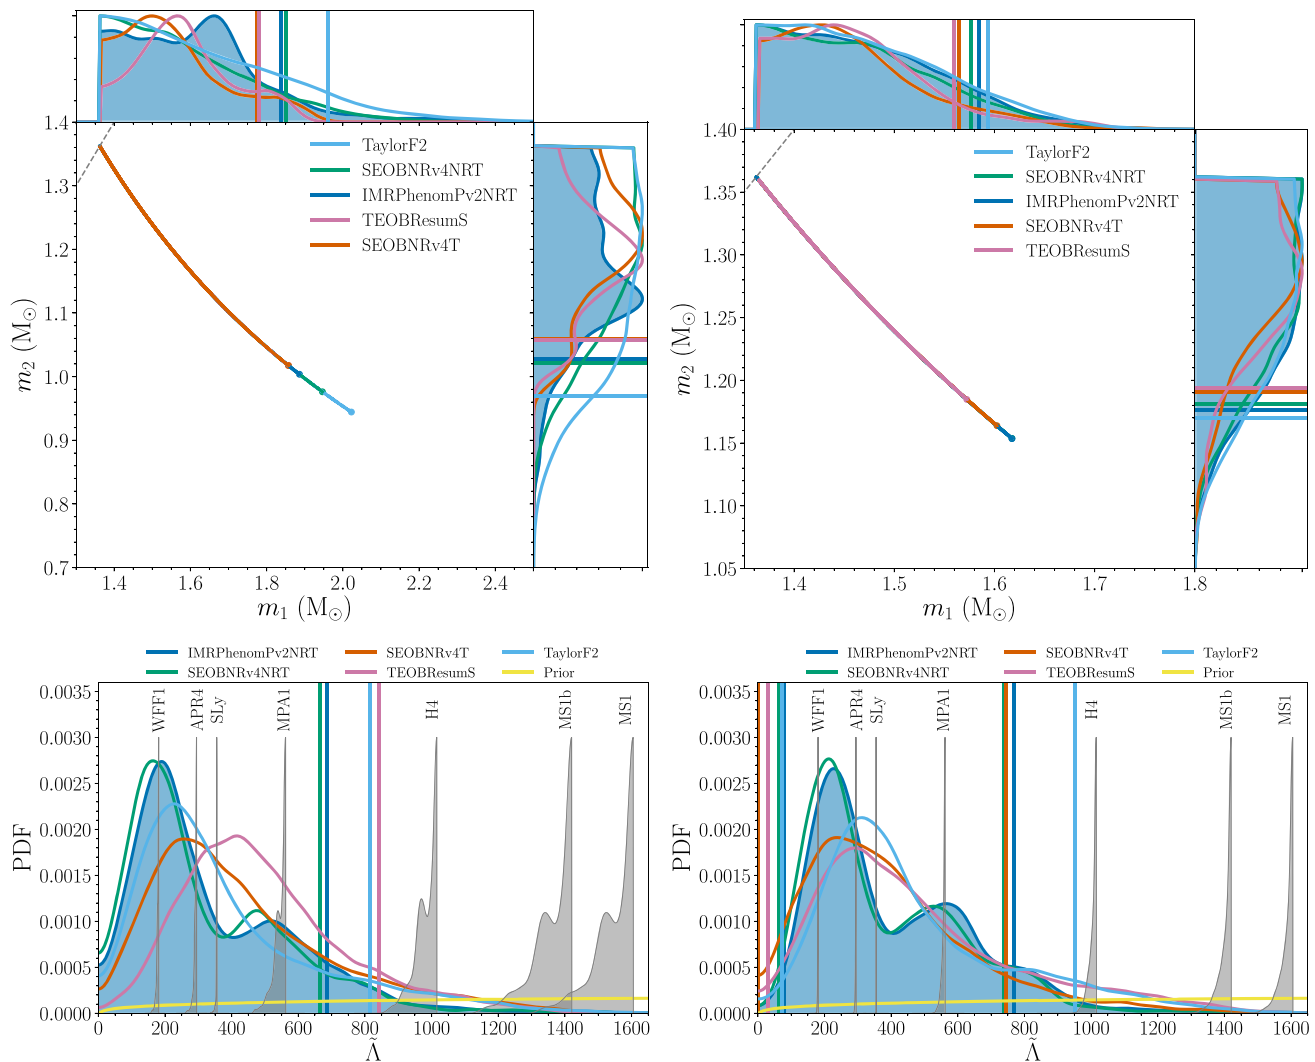 1.4
TaylorF2
SEOBNRv4NRT
IMRPhenomPv2NRT
TEOBResumS
SEOBNRv4T
1.3
1.2
1.1
1.0
0.9
0.8
0.7
m₂ (M⊙)
1.4 1.6 1.8 2.0 2.2 2.4
m₁ (M⊙)
1.40
TaylorF2
SEOBNRv4NRT
IMRPhenomPv2NRT
SEOBNRv4T
TEOBResumS
1.35
1.30
1.25
1.20
1.15
1.10
1.05
m₂ (M⊙)
1.4 1.5 1.6 1.7 1.8
m₁ (M⊙)
IMRPhenomPv2NRT SEOBNRv4T TaylorF2
SEOBNRv4NRT TEOBResumS Prior
0.0035
0.0030
0.0025
0.0020
0.0015
0.0010
0.0005
0.0000
PDF
WFF1 APR4 SLy MPA1 H4 MS1b MS1
0 200 400 600 800 1000 1200 1400 1600
Λ̃
IMRPhenomPv2NRT SEOBNRv4T TaylorF2
SEOBNRv4NRT TEOBResumS Prior
0.0035
0.0030
0.0025
0.0020
0.0015
0.0010
0.0005
0.0000
PDF
WFF1 APR4 SLy MPA1 H4 MS1b MS1
0 200 400 600 800 1000 1200 1400 1600
Λ̃